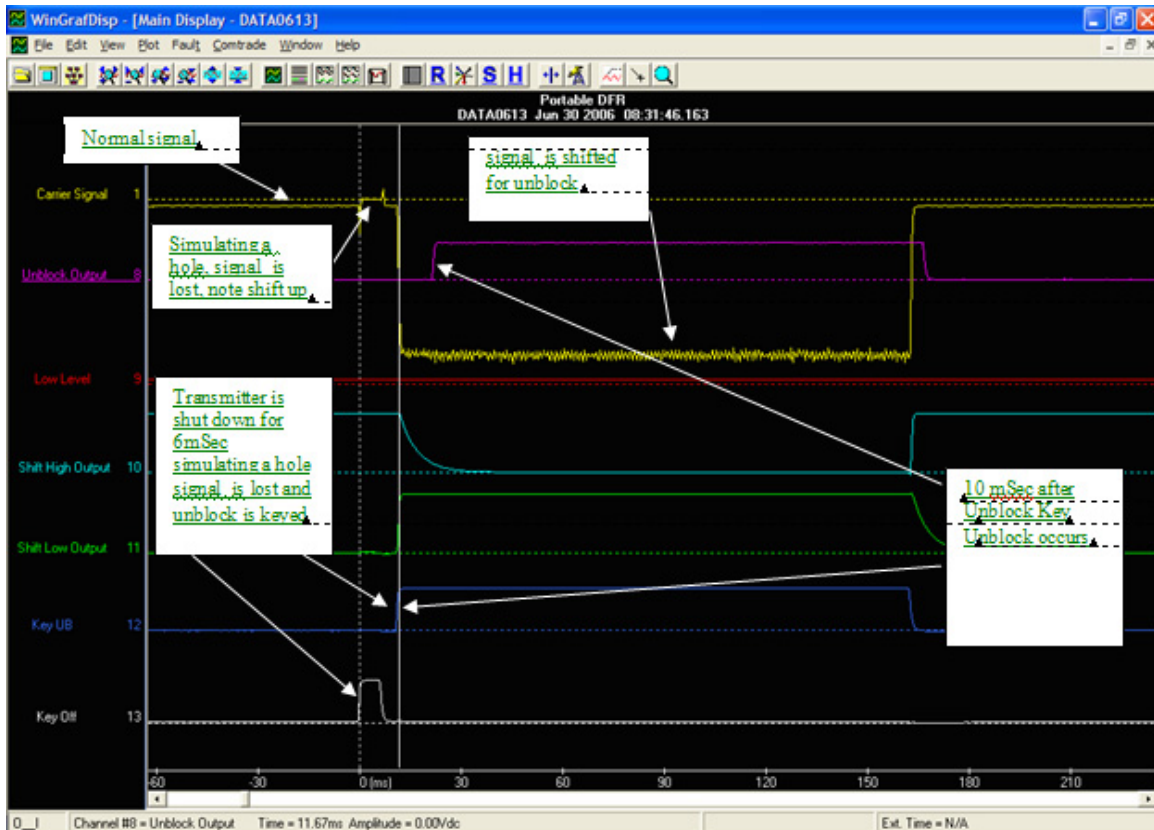 WinGrafDisp - [Main Display - DATA0613]
File Edit View Plot Fault Comtrade Window Help
R S H
Portable DFR
DATA0613 Jun 30 2006 08:31:46.163
Normal signal
signal is shifted
for unblock
Carrier Signal 1
Simulating a
hole, signal is
lost, note shift up
Unblock Output 8
Low Level 9
Transmitter is
shut down for
6mSec
simulating a hole
signal is lost and
unblock is keyed
Shift High Output 10
10 mSec after
Unblock Key
Unblock occurs
Shift Low Output 11
Key UB 12
Key Off 13
-60 -30 0 (ms) 30 60 90 120 150 180 210
O__I Channel #8 = Unblock Output Time = 11.67ms Amplitude = 0.00Vdc Ext. Time = N/A